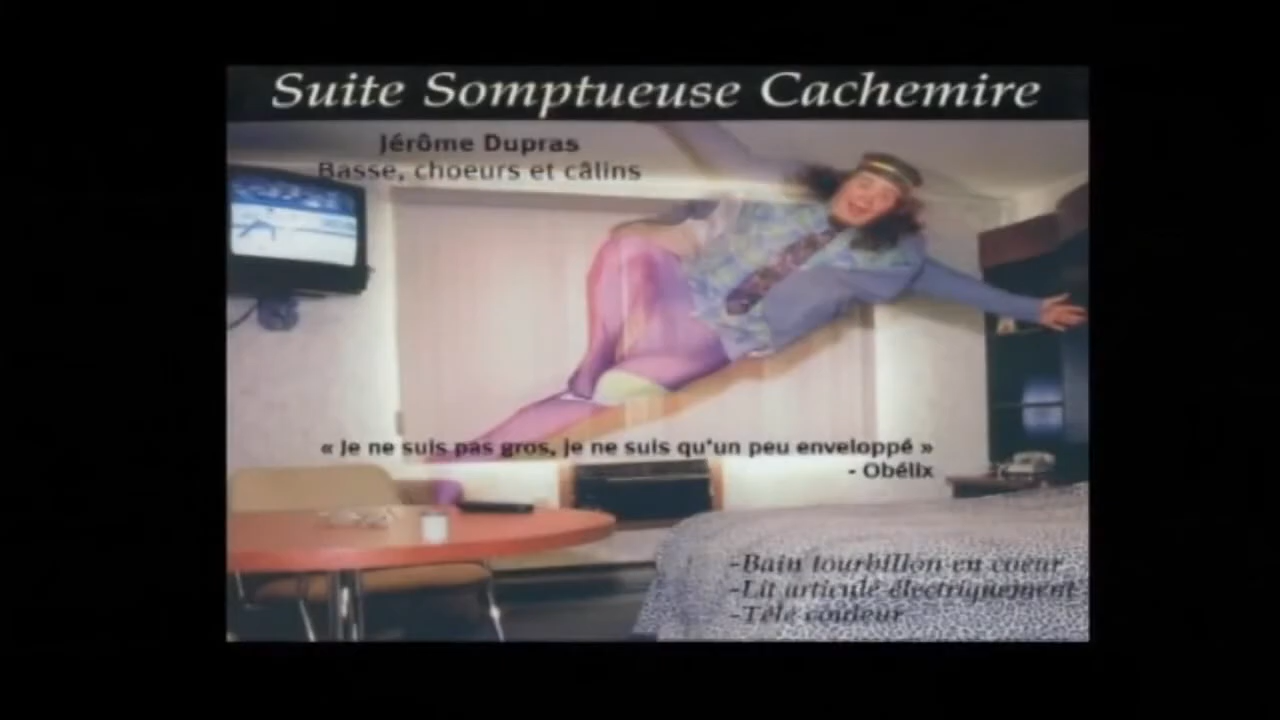 Suite Somptueuse Cachemire
Jérôme Dupras
Basse, choeurs et câlins
« Je ne suis pas gros, je ne suis qu'un peu enveloppé »
- Obélix
-Bain tourbillon en coeur
-Lit articulé électriquement
-Télé couleur